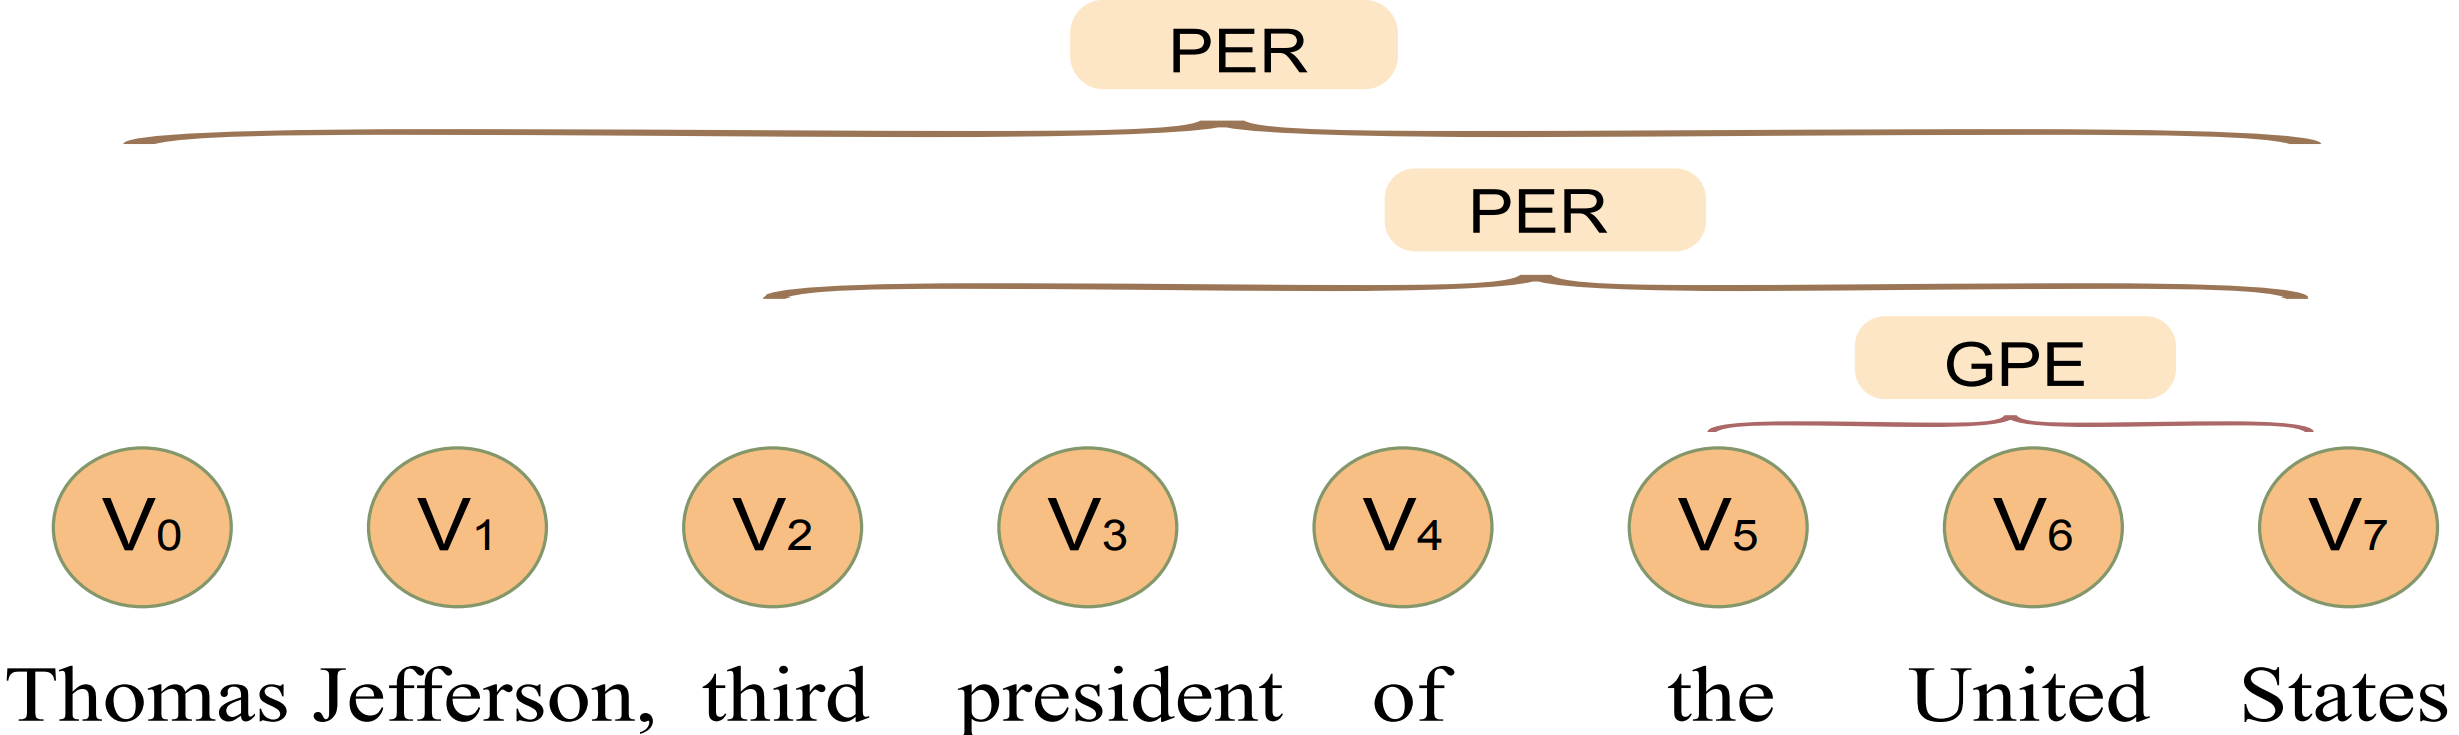 PER
PER
GPE
V0 V1 V2 V3 V4 V5 V6 V7
Thomas Jefferson, third president of the United States